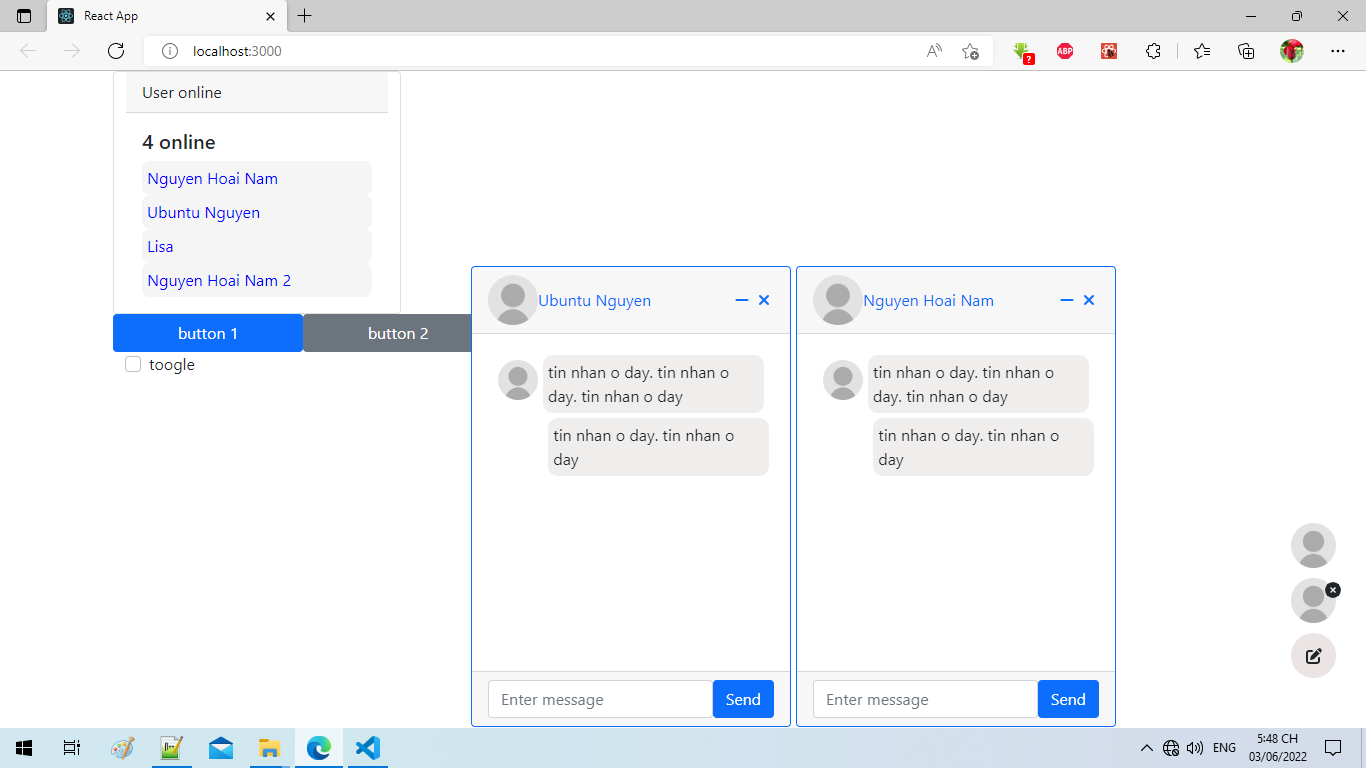 React App
localhost:3000
ABP
?
User online
4 online
Nguyen Hoai Nam
Ubuntu Nguyen
Lisa
Nguyen Hoai Nam 2
button 1
button 2
toogle
Ubuntu Nguyen
tin nhan o day. tin nhan o
day. tin nhan o day
tin nhan o day. tin nhan o
day
Enter message
Send
Nguyen Hoai Nam
tin nhan o day. tin nhan o
day. tin nhan o day
tin nhan o day. tin nhan o
day
Enter message
Send
ENG
5:48 CH
03/06/2022